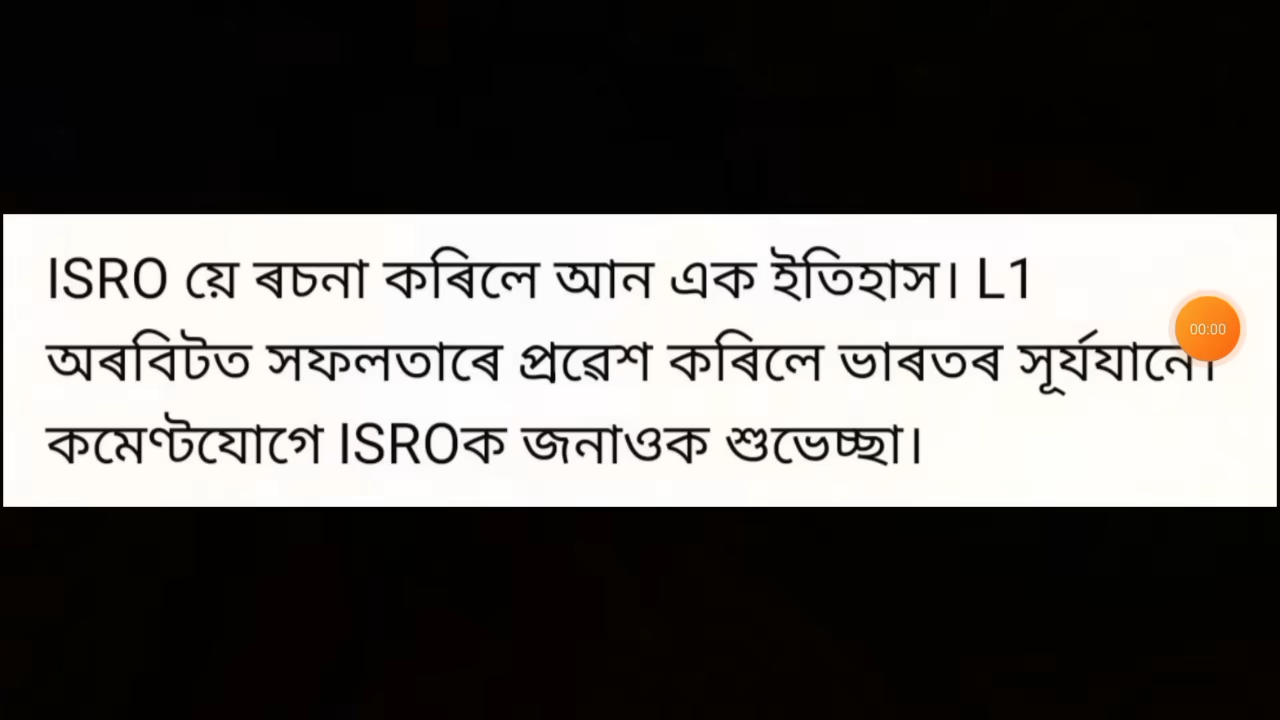 ISRO য়ে ৰচনা কৰিলে আন এক ইতিহাস। L1
অৰবিটত সফলতাৰে প্ৰৱেশ কৰিলে ভাৰতৰ সূৰ্যযানে।
কমেণ্টযোগে ISROক জনাওক শুভেচ্ছা।
00:00